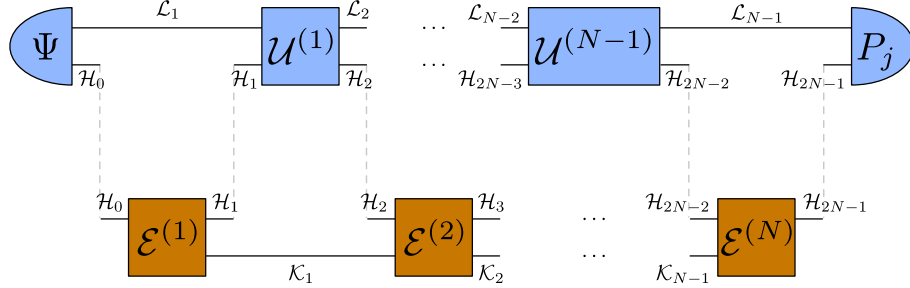 ℒ₁ ℒ₂ ⋯ ℒ_{N−2} ℒ_{N−1}
Ψ 𝒰^{(1)} 𝒰^{(N−1)} P_j
ℋ₀ ℋ₁ ℋ₂ ⋯ ℋ_{2N−3} ℋ_{2N−2} ℋ_{2N−1}
ℋ₀ ℋ₁ ℋ₂ ℋ₃ ⋯ ℋ_{2N−2} ℋ_{2N−1}
ℰ^{(1)} ℰ^{(2)} ℰ^{(N)}
𝒦₁ 𝒦₂ ⋯ 𝒦_{N−1}